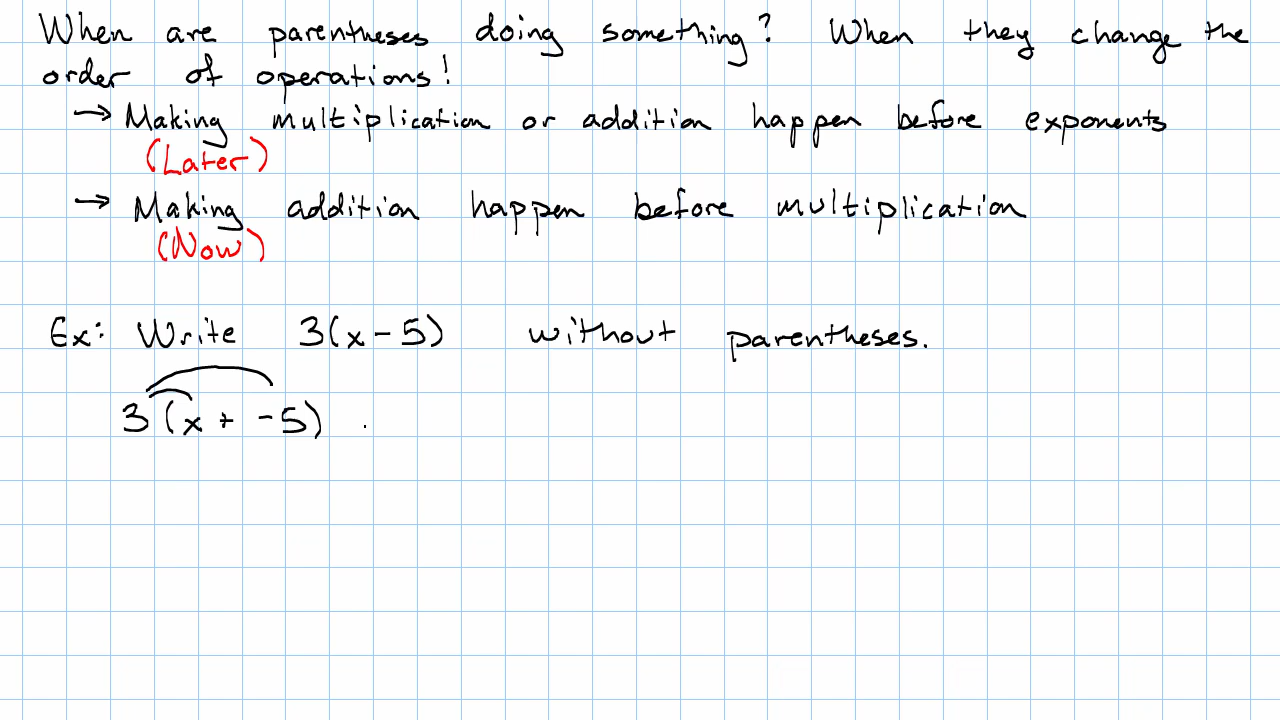 When are parentheses doing something? When they change the
order of operations!
→ Making multiplication or addition happen before exponents
(Later)
→ Making addition happen before multiplication
(Now)
Ex: Write 3(x-5) without parentheses.
3(x + -5)